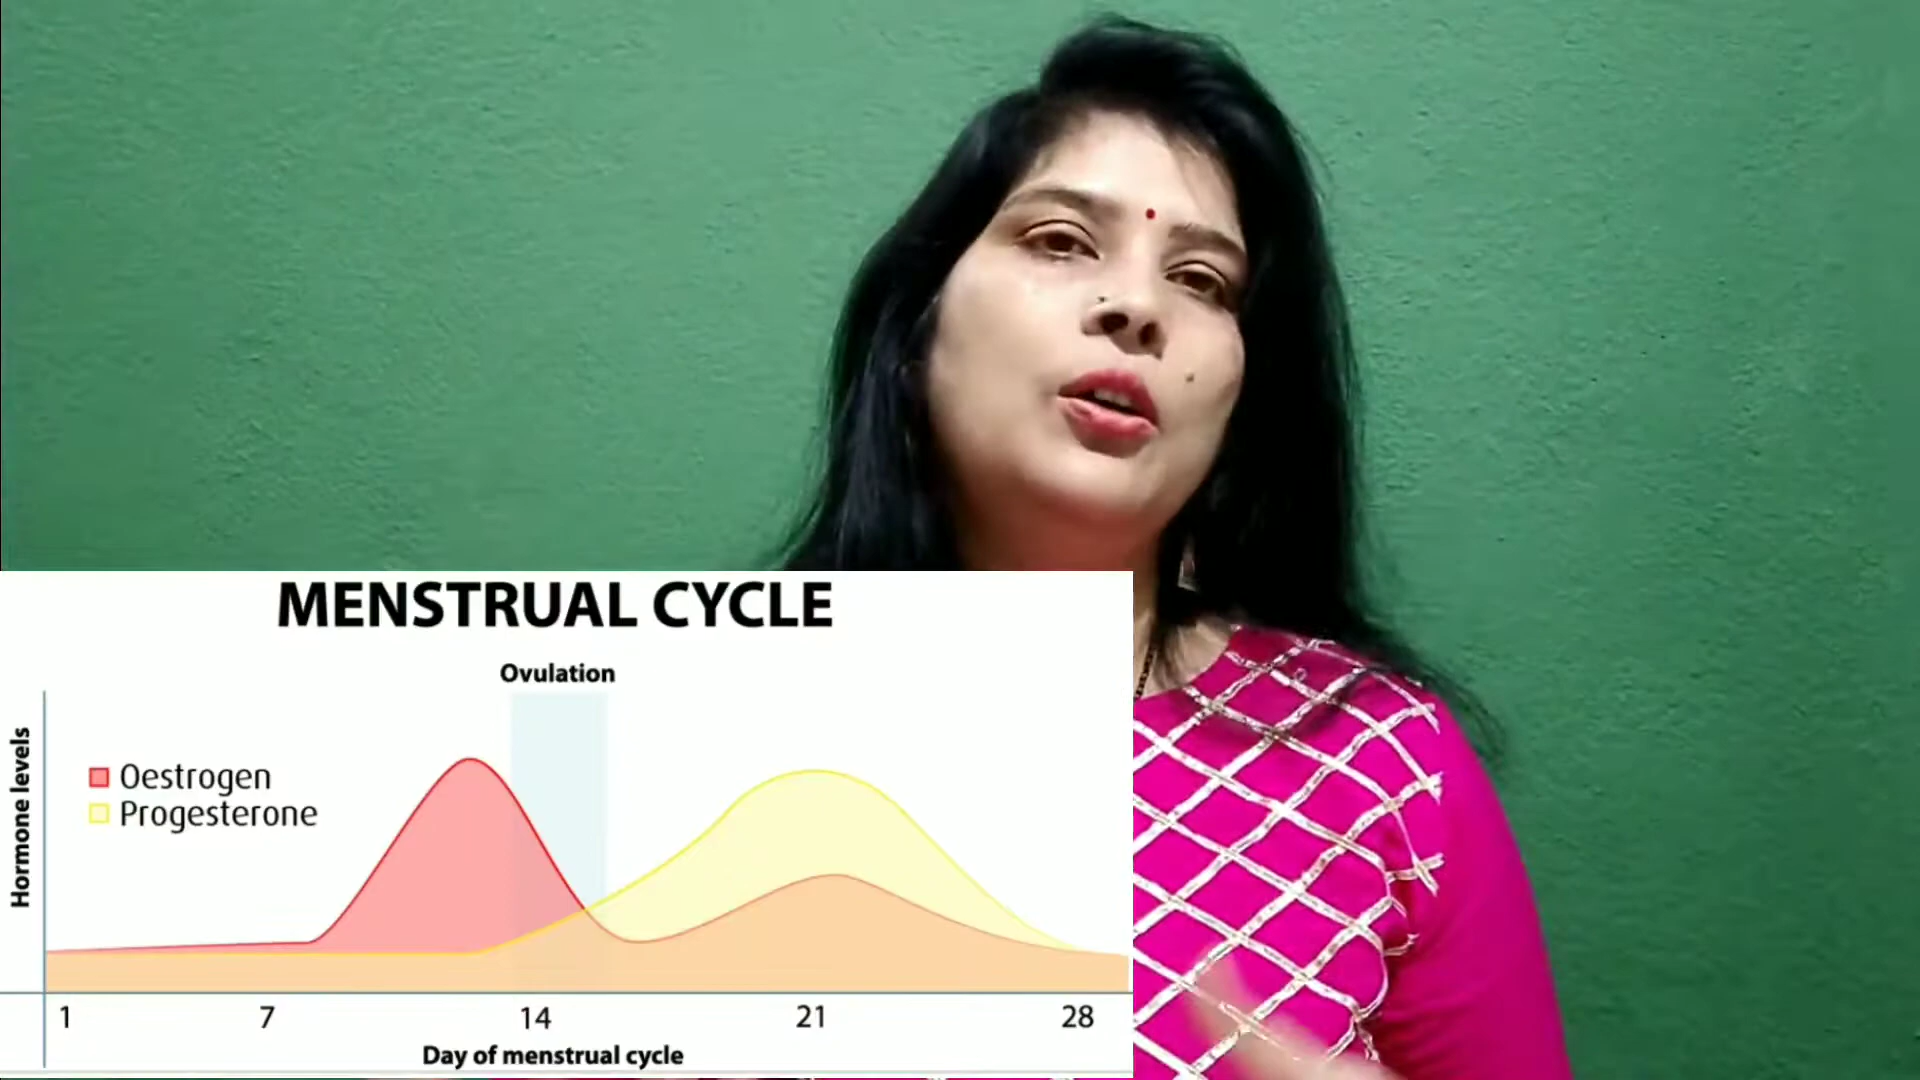 MENSTRUAL CYCLE
Ovulation
Hormone levels
Oestrogen
Progesterone
1 7 14 21 28
Day of menstrual cycle